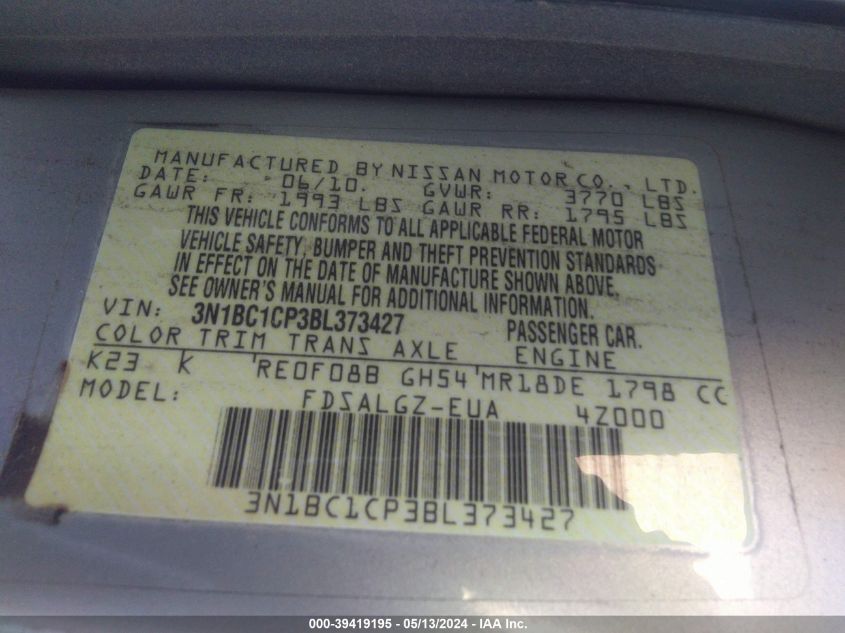 MANUFACTURED BY NISSAN MOTOR CO., LTD.
DATE: 06/10. GVWR: 3770 LBS
GAWR FR: 1993 LBS GAWR RR: 1795 LBS
THIS VEHICLE CONFORMS TO ALL APPLICABLE FEDERAL MOTOR
VEHICLE SAFETY, BUMPER AND THEFT PREVENTION STANDARDS
IN EFFECT ON THE DATE OF MANUFACTURE SHOWN ABOVE,
SEE OWNER'S MANUAL FOR ADDITIONAL INFORMATION.
VIN: 3N1BC1CP3BL373427 PASSENGER CAR.
COLOR TRIM TRANS AXLE ENGINE
K23 K RE0F08B GH54 MR18DE 1798 CC
MODEL: FDSALGZ-EUA 4Z000
3N1BC1CP3BL373427
000-39419195 - 05/13/2024 - IAA Inc.